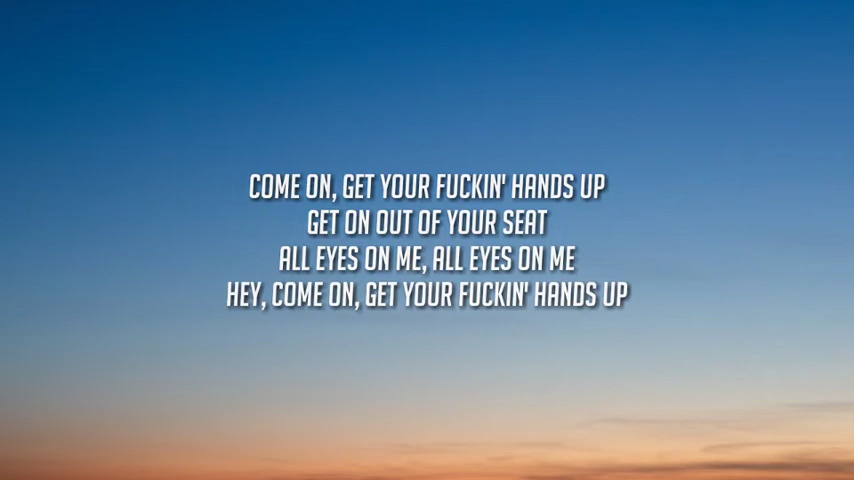 COME ON, GET YOUR FUCKIN' HANDS UP
GET ON OUT OF YOUR SEAT
ALL EYES ON ME, ALL EYES ON ME
HEY, COME ON, GET YOUR FUCKIN' HANDS UP